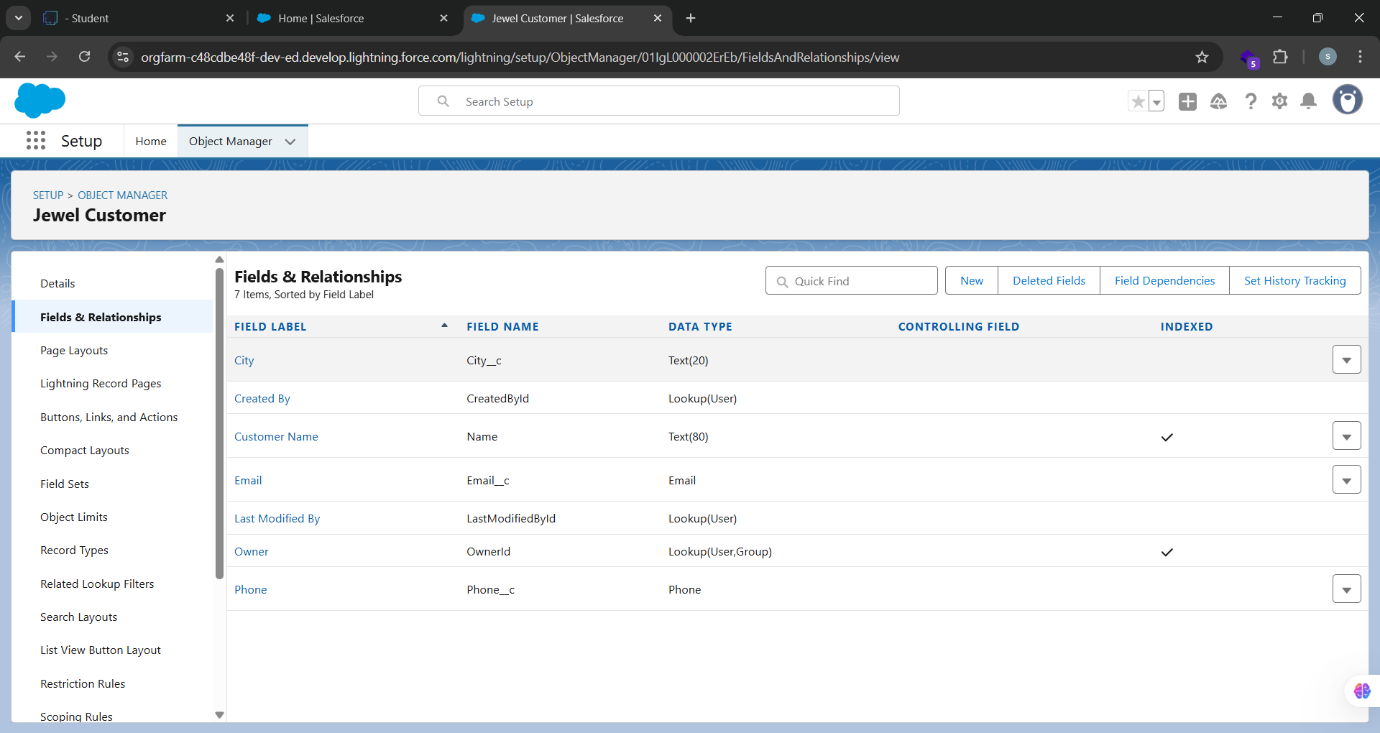 - Student
Home | Salesforce
Jewel Customer | Salesforce
orgfarm-c48cdbe48f-dev-ed.develop.lightning.force.com/lightning/setup/ObjectManager/01IgL000002ErEb/FieldsAndRelationships/view
5
S
Search Setup
Setup
Home
Object Manager
SETUP > OBJECT MANAGER
Jewel Customer
Details
Fields & Relationships
Page Layouts
Lightning Record Pages
Buttons, Links, and Actions
Compact Layouts
Field Sets
Object Limits
Record Types
Related Lookup Filters
Search Layouts
List View Button Layout
Restriction Rules
Scoping Rules
Fields & Relationships
7 Items, Sorted by Field Label
Quick Find
New
Deleted Fields
Field Dependencies
Set History Tracking
FIELD LABEL FIELD NAME DATA TYPE CONTROLLING FIELD INDEXED
City City__c Text(20)
Created By CreatedById Lookup(User)
Customer Name Name Text(80)
Email Email__c Email
Last Modified By LastModifiedById Lookup(User)
Owner OwnerId Lookup(User,Group)
Phone Phone__c Phone